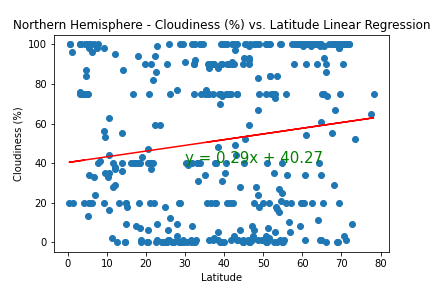 Northern Hemisphere - Cloudiness (%) vs. Latitude Linear Regression
100
80
60
40
20
0
Cloudiness (%)
y = 0.29x + 40.27
0 10 20 30 40 50 60 70 80
Latitude